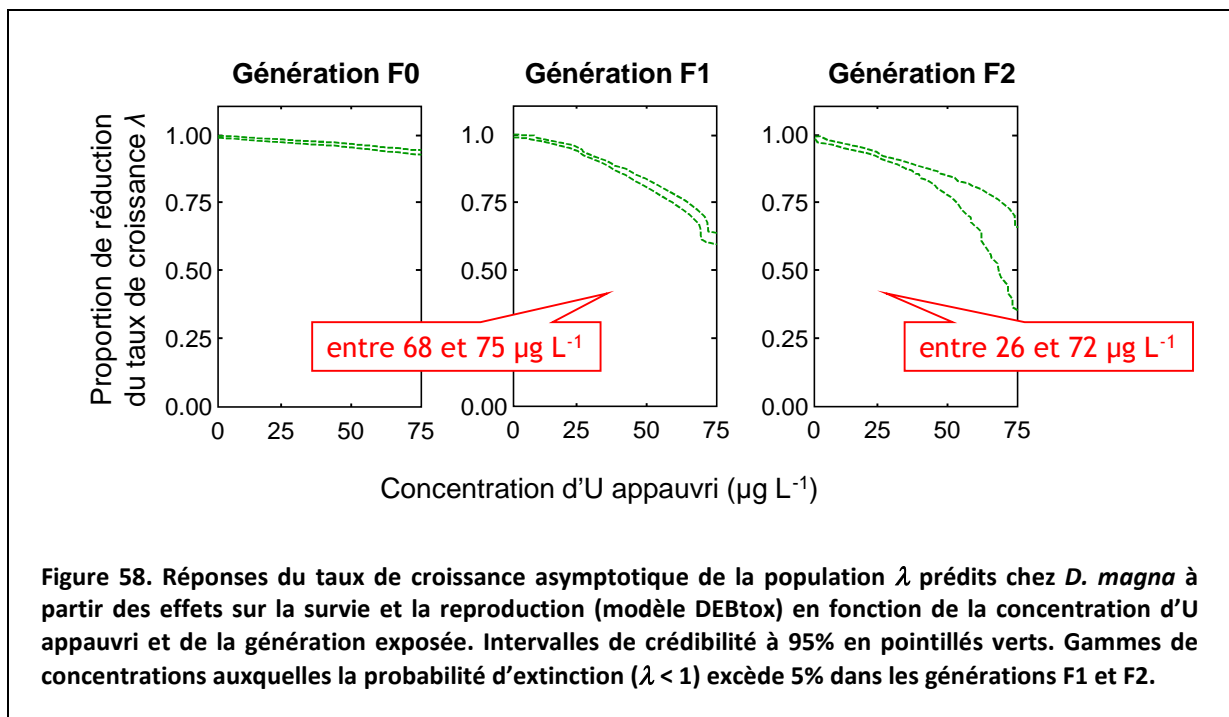 Génération F0
Génération F1
Génération F2
Proportion de réduction
du taux de croissance λ
1.00
0.75
0.50
0.25
0.00
0
25
50
75
1.0
0.75
0.50
0.25
0.00
0
25
50
75
1.00
0.75
0.50
0.25
0.00
0
25
50
75
entre 68 et 75 µg L-1
entre 26 et 72 µg L-1
Concentration d'U appauvri (µg L-1)
Figure 58. Réponses du taux de croissance asymptotique de la population λ prédits chez D. magna à
partir des effets sur la survie et la reproduction (modèle DEBtox) en fonction de la concentration d'U
appauvri et de la génération exposée. Intervalles de crédibilité à 95% en pointillés verts. Gammes de
concentrations auxquelles la probabilité d'extinction (λ < 1) excède 5% dans les générations F1 et F2.